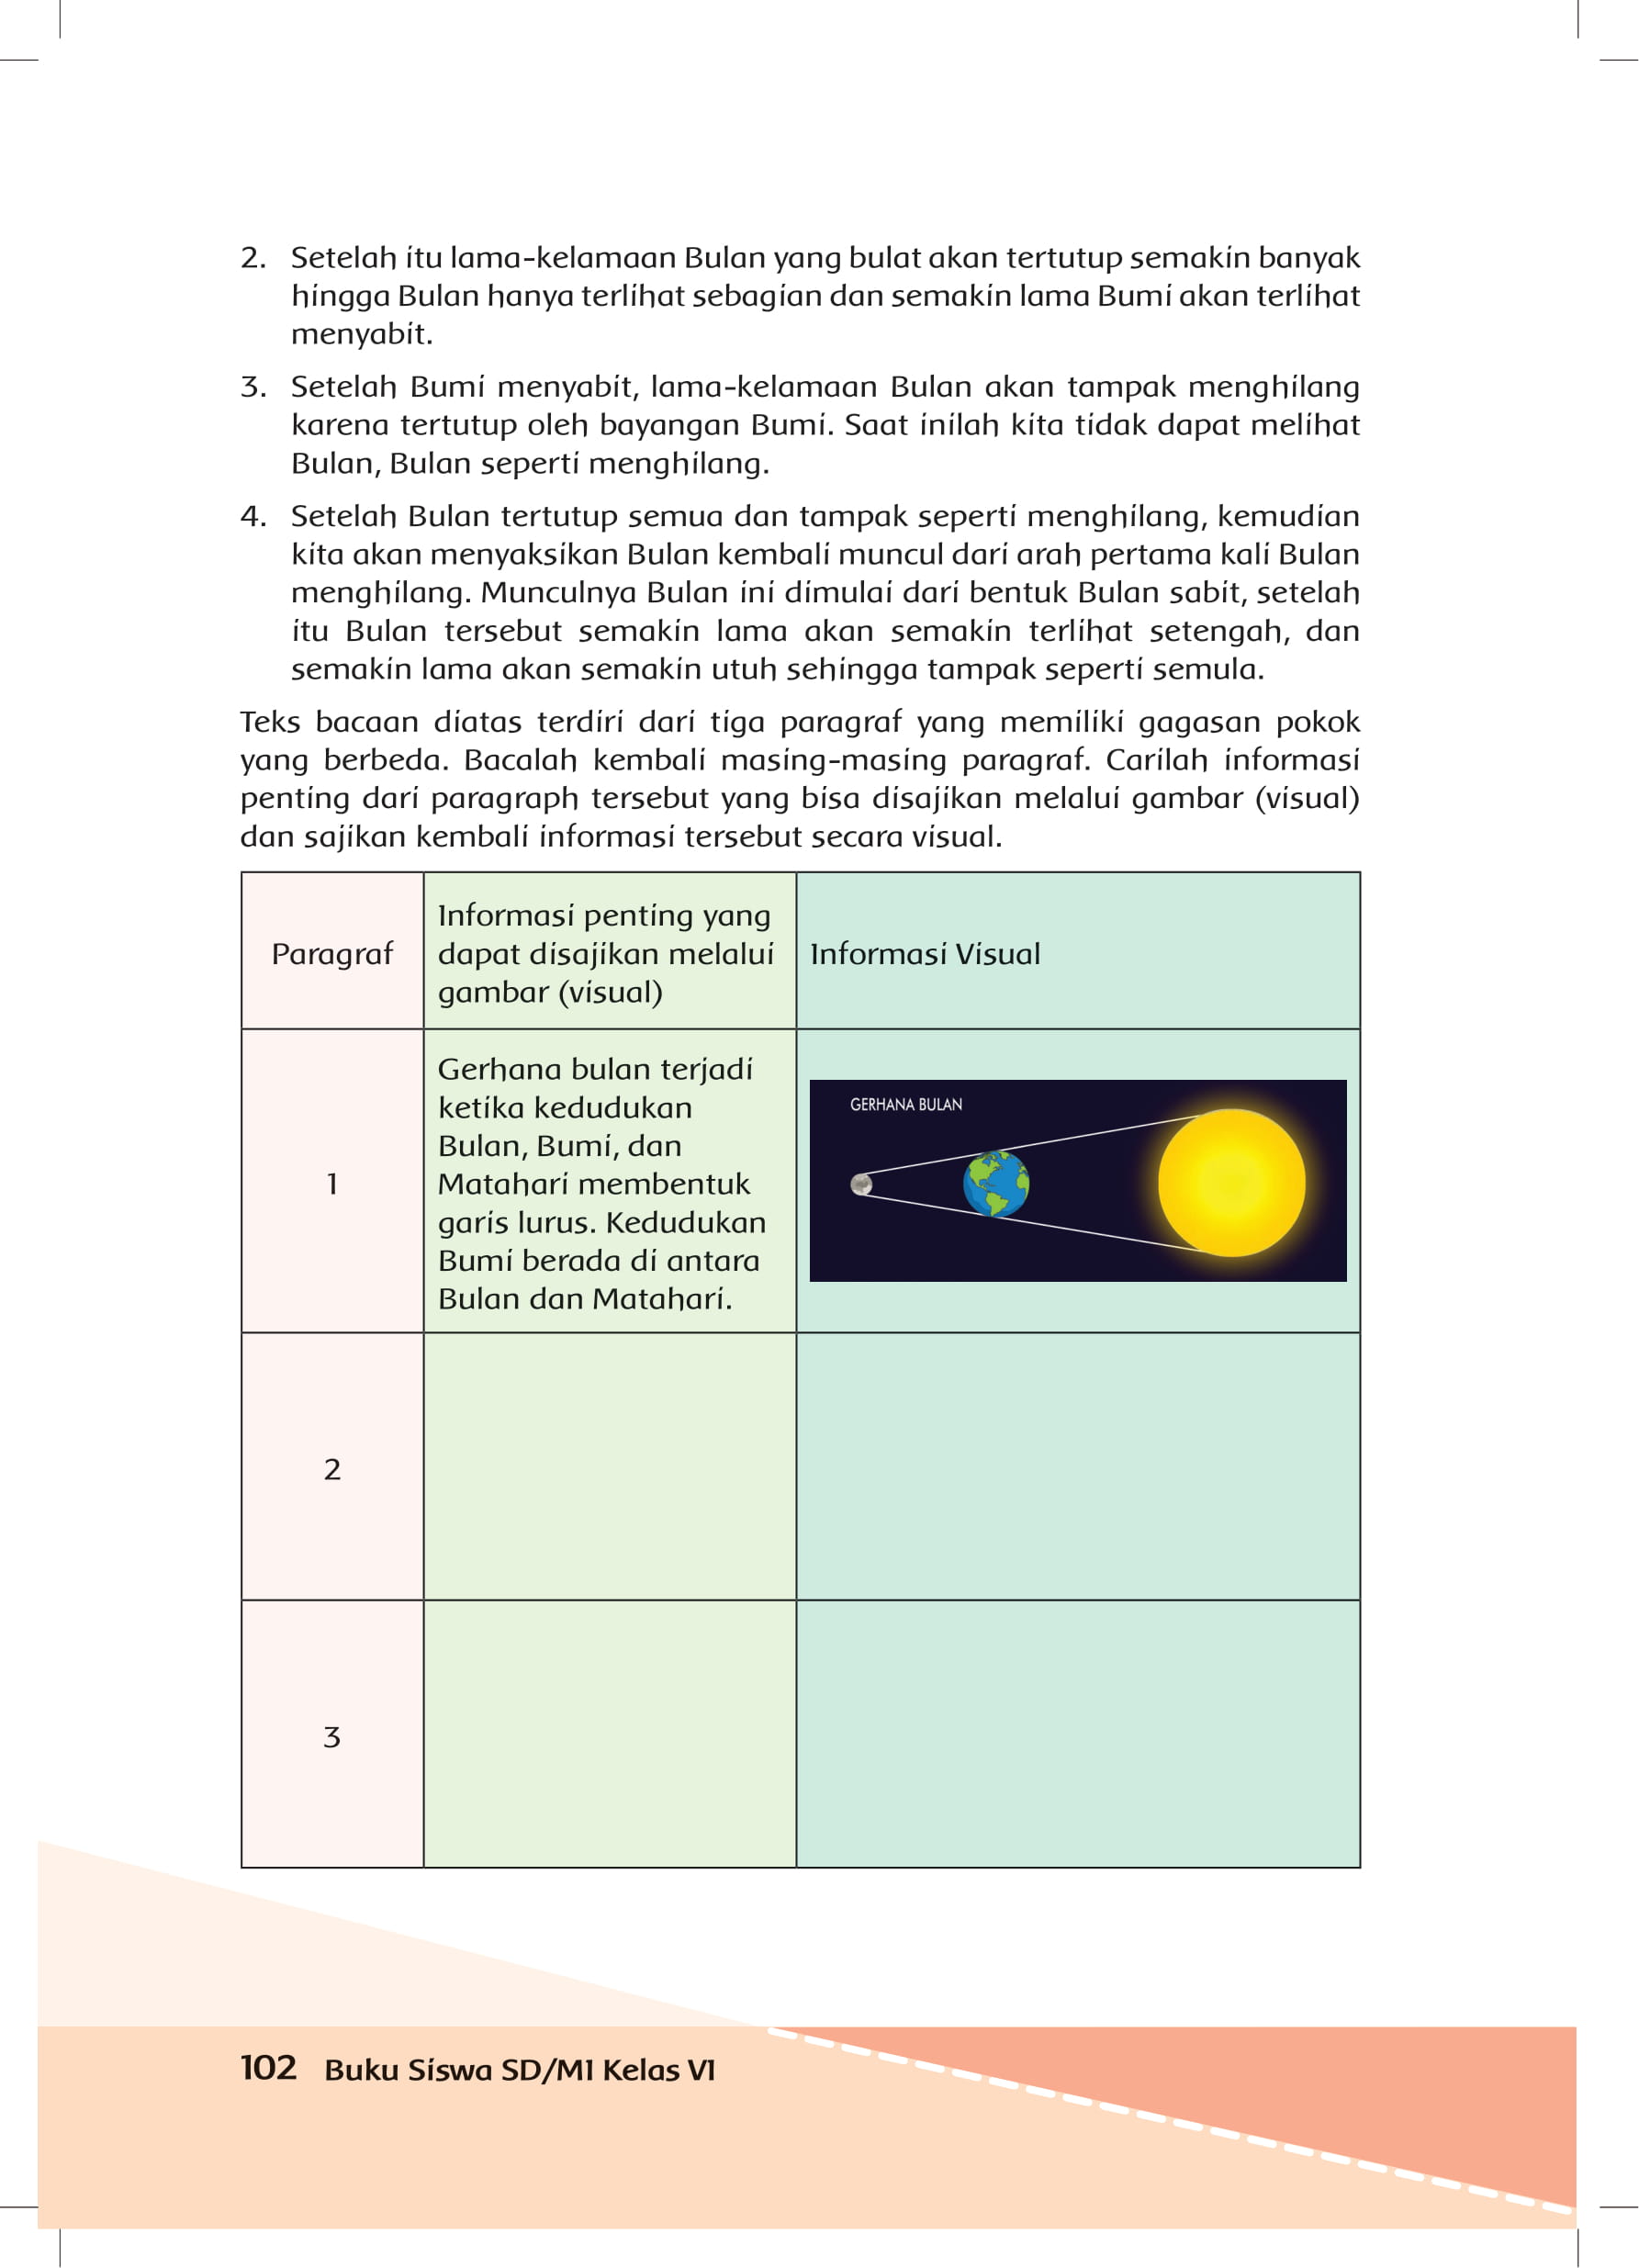 2. Setelah itu lama-kelamaan Bulan yang bulat akan tertutup semakin banyak
hingga Bulan hanya terlihat sebagian dan semakin lama Bumi akan terlihat
menyabit.
3. Setelah Bumi menyabit, lama-kelamaan Bulan akan tampak menghilang
karena tertutup oleh bayangan Bumi. Saat inilah kita tidak dapat melihat
Bulan, Bulan seperti menghilang.
4. Setelah Bulan tertutup semua dan tampak seperti menghilang, kemudian
kita akan menyaksikan Bulan kembali muncul dari arah pertama kali Bulan
menghilang. Munculnya Bulan ini dimulai dari bentuk Bulan sabit, setelah
itu Bulan tersebut semakin lama akan semakin terlihat setengah, dan
semakin lama akan semakin utuh sehingga tampak seperti semula.
Teks bacaan diatas terdiri dari tiga paragraf yang memiliki gagasan pokok
yang berbeda. Bacalah kembali masing-masing paragraf. Carilah informasi
penting dari paragraph tersebut yang bisa disajikan melalui gambar (visual)
dan sajikan kembali informasi tersebut secara visual.
Paragraf
Informasi penting yang
dapat disajikan melalui
gambar (visual)
Informasi Visual
1
Gerhana bulan terjadi
ketika kedudukan
Bulan, Bumi, dan
Matahari membentuk
garis lurus. Kedudukan
Bumi berada di antara
Bulan dan Matahari.
GERHANA BULAN
2
3
102 Buku Siswa SD/MI Kelas VI